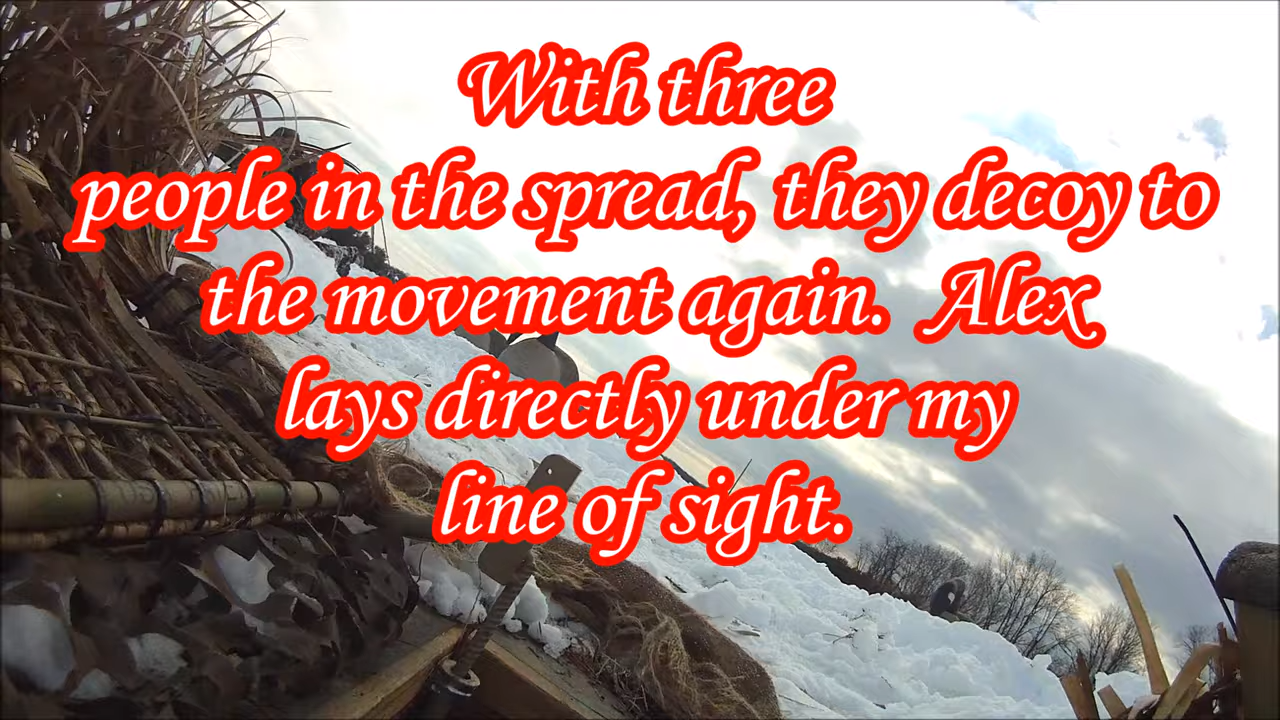 With three
people in the spread, they decoy to
the movement again.  Alex
lays directly under my
line of sight.